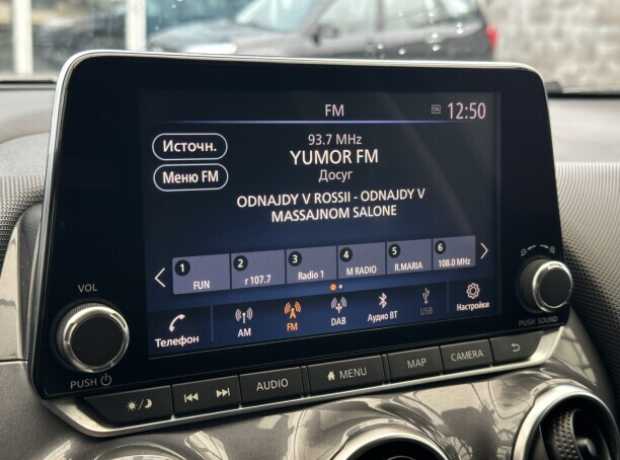 FM
12:50
93.7 MHz
YUMOR FM
Досуг
ODNAJDY V ROSSII - ODNAJDY V
MASSAJNOM SALONE
Источн.
Меню FM
1 FUN
2 r 107.7
3 Radio 1
4 M RADIO
5 R.MARIA
6 108.0 MHz
Телефон
AM
FM
DAB
Аудио BT
USB
Настройки
VOL
PUSH
PUSH SOUND
AUDIO
MENU
MAP
CAMERA